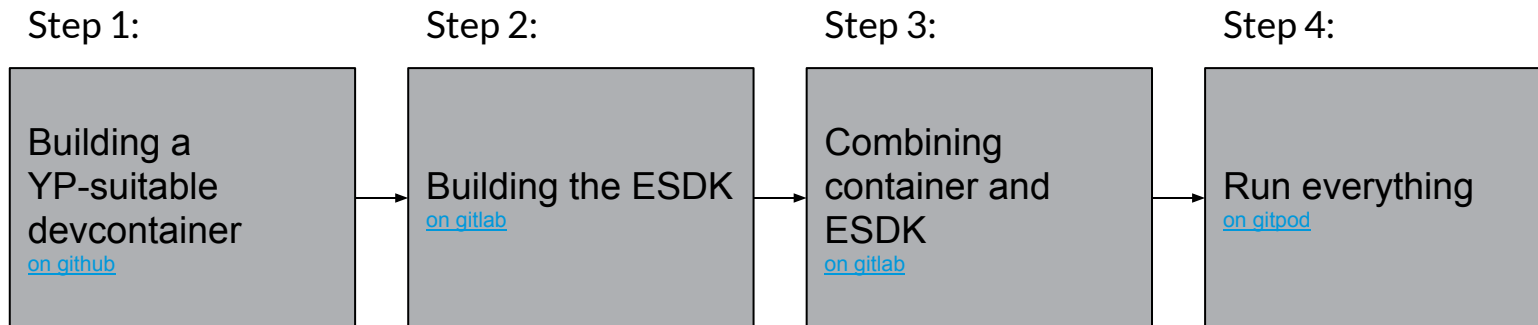 Step 1:
Building a
YP-suitable
devcontainer
on github
Step 2:
Building the ESDK
on gitlab
Step 3:
Combining
container and
ESDK
on gitlab
Step 4:
Run everything
on gitpod